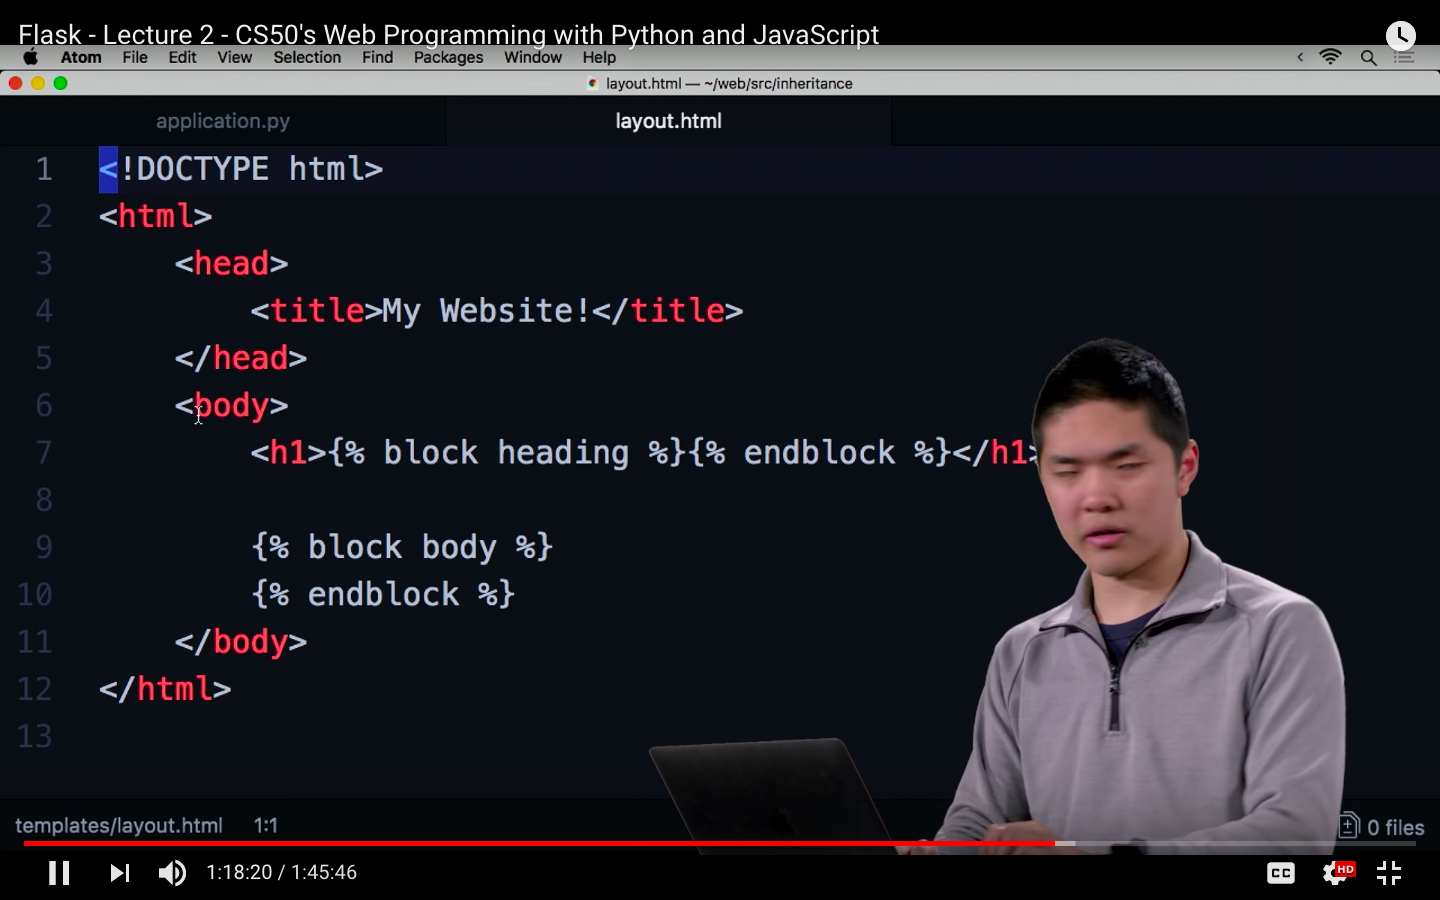 Flask - Lecture 2 - CS50's Web Programming with Python and JavaScript
Atom File Edit View Selection Find Packages Window Help
layout.html — ~/web/src/inheritance
application.py layout.html
1 <!DOCTYPE html>
2 <html>
3 <head>
4 <title>My Website!</title>
5 </head>
6 <body>
7 <h1>{% block heading %}{% endblock %}</h1>
8
9 {% block body %}
10 {% endblock %}
11 </body>
12 </html>
13
templates/layout.html 1:1 0 files
1:18:20 / 1:45:46 CC HD